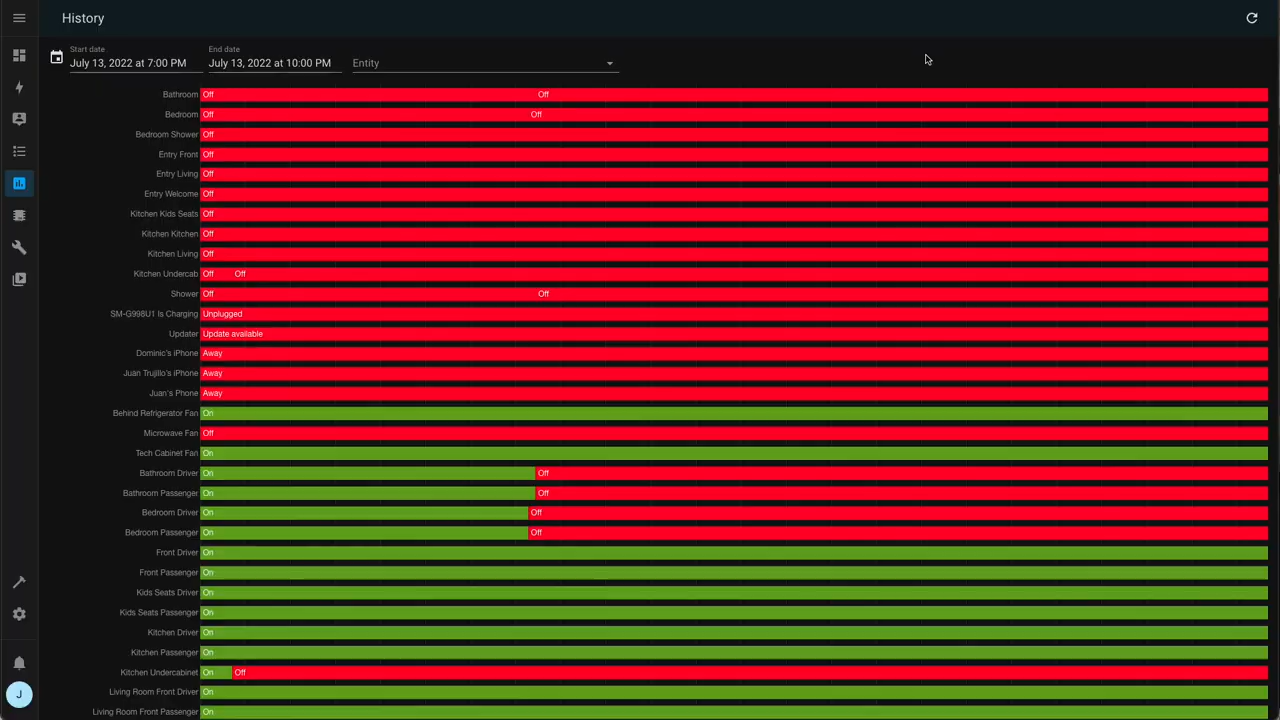 History
Start date End date
July 13, 2022 at 7:00 PM July 13, 2022 at 10:00 PM Entity
Bathroom Off Off
Bedroom Off Off
Bedroom Shower Off
Entry Front Off
Entry Living Off
Entry Welcome Off
Kitchen Kids Seats Off
Kitchen Kitchen Off
Kitchen Living Off
Kitchen Undercab Off Off
Shower Off Off
SM-G998U1 Is Charging Unplugged
Updater Update available
Dominic's iPhone Away
Juan Trujillo's iPhone Away
Juan's Phone Away
Behind Refrigerator Fan On
Microwave Fan Off
Tech Cabinet Fan On
Bathroom Driver On Off
Bathroom Passenger On Off
Bedroom Driver On Off
Bedroom Passenger On Off
Front Driver On
Front Passenger On
Kids Seats Driver On
Kids Seats Passenger On
Kitchen Driver On
Kitchen Passenger On
Kitchen Undercabinet On Off
Living Room Front Driver On
J
Living Room Front Passenger On